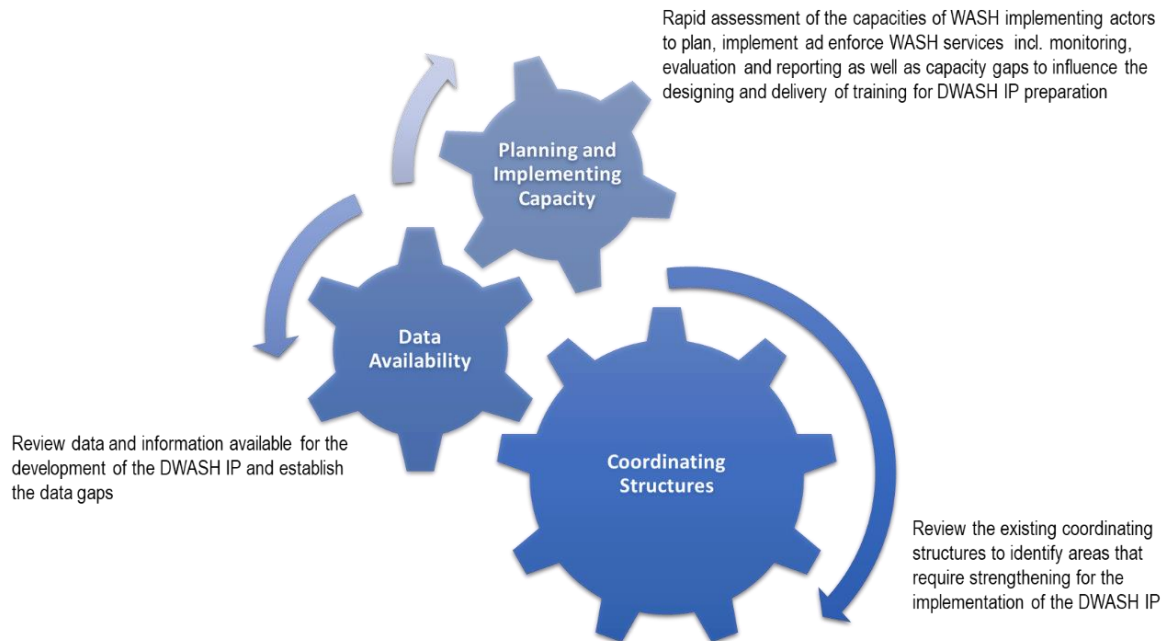 Rapid assessment of the capacities of WASH implementing actors
to plan, implement ad enforce WASH services incl. monitoring,
evaluation and reporting as well as capacity gaps to influence the
designing and delivery of training for DWASH IP preparation
Planning and
Implementing
Capacity
Data
Availability
Review data and information available for the
development of the DWASH IP and establish
the data gaps
Coordinating
Structures
Review the existing coordinating
structures to identify areas that
require strengthening for the
implementation of the DWASH IP